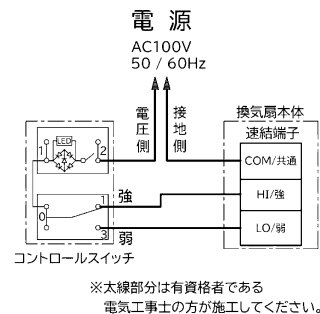 電源
AC100V
50 / 60Hz
電圧側
接地側
換気扇本体
速結端子
LED
1
2
COM/共通
強
1
HI/強
0
3
弱
LO/弱
コントロールスイッチ
※太線部分は有資格者である
電気工事士の方が施工してください。